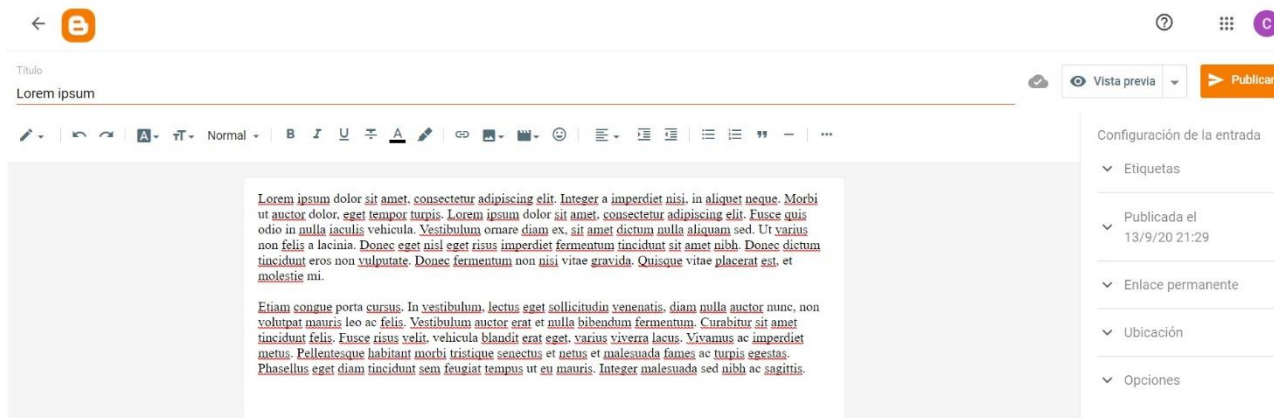 B
C
Título
Lorem ipsum
Vista previa
Publicar
A
TT
Normal
B I U T A
Configuración de la entrada
Etiquetas
Publicada el
13/9/20 21:29
Enlace permanente
Ubicación
Opciones
Lorem ipsum dolor sit amet, consectetur adipiscing elit. Integer a imperdiet nisi, in aliquet neque. Morbi
ut auctor dolor, eget tempor turpis. Lorem ipsum dolor sit amet, consectetur adipiscing elit. Fusce quis
odio in nulla iaculis vehicula. Vestibulum ornare diam ex, sit amet dictum nulla aliquam sed. Ut varius
non felis a lacinia. Donec eget nisl eget risus imperdiet fermentum tincidunt sit amet nibh. Donec dictum
tincidunt eros non vulputate. Donec fermentum non nisi vitae gravida. Quisque vitae placerat est, et
molestie mi.
Etiam congue porta cursus. In vestibulum, lectus eget sollicitudin venenatis, diam nulla auctor nunc, non
volutpat mauris leo ac felis. Vestibulum auctor erat et nulla bibendum fermentum. Curabitur sit amet
tincidunt felis. Fusce risus velit, vehicula blandit erat eget, varius viverra lacus. Vivamus ac imperdiet
metus. Pellentesque habitant morbi tristique senectus et netus et malesuada fames ac turpis egestas.
Phasellus eget diam tincidunt sem feugiat tempus ut eu mauris. Integer malesuada sed nibh ac sagittis.